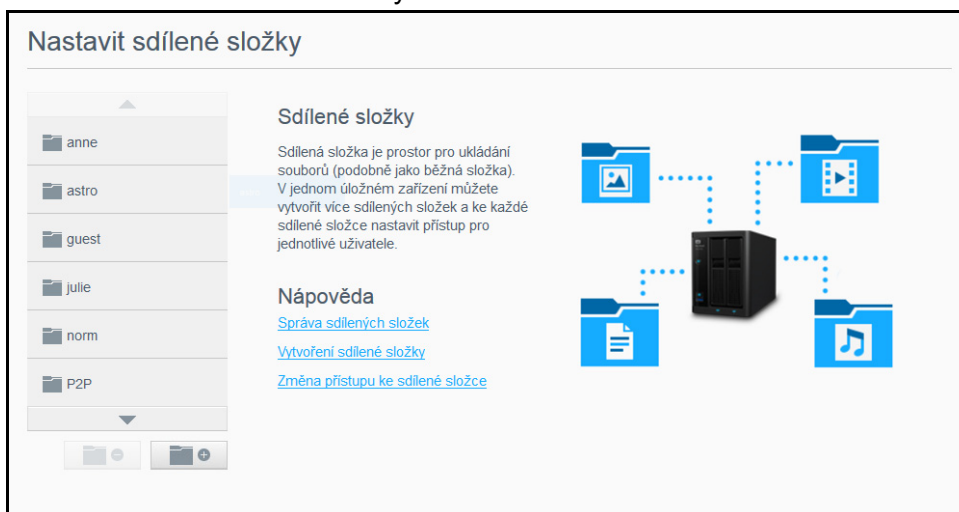 Nastavit sdílené složky
anne
astro
guest
julie
norm
P2P
Sdílené složky
Sdílená složka je prostor pro ukládání
souborů (podobně jako běžná složka).
V jednom úložném zařízení můžete
vytvořit více sdílených složek a ke každé
sdílené složce nastavit přístup pro
jednotlivé uživatele.
Nápověda
Správa sdílených složek
Vytvoření sdílené složky
Změna přístupu ke sdílené složce